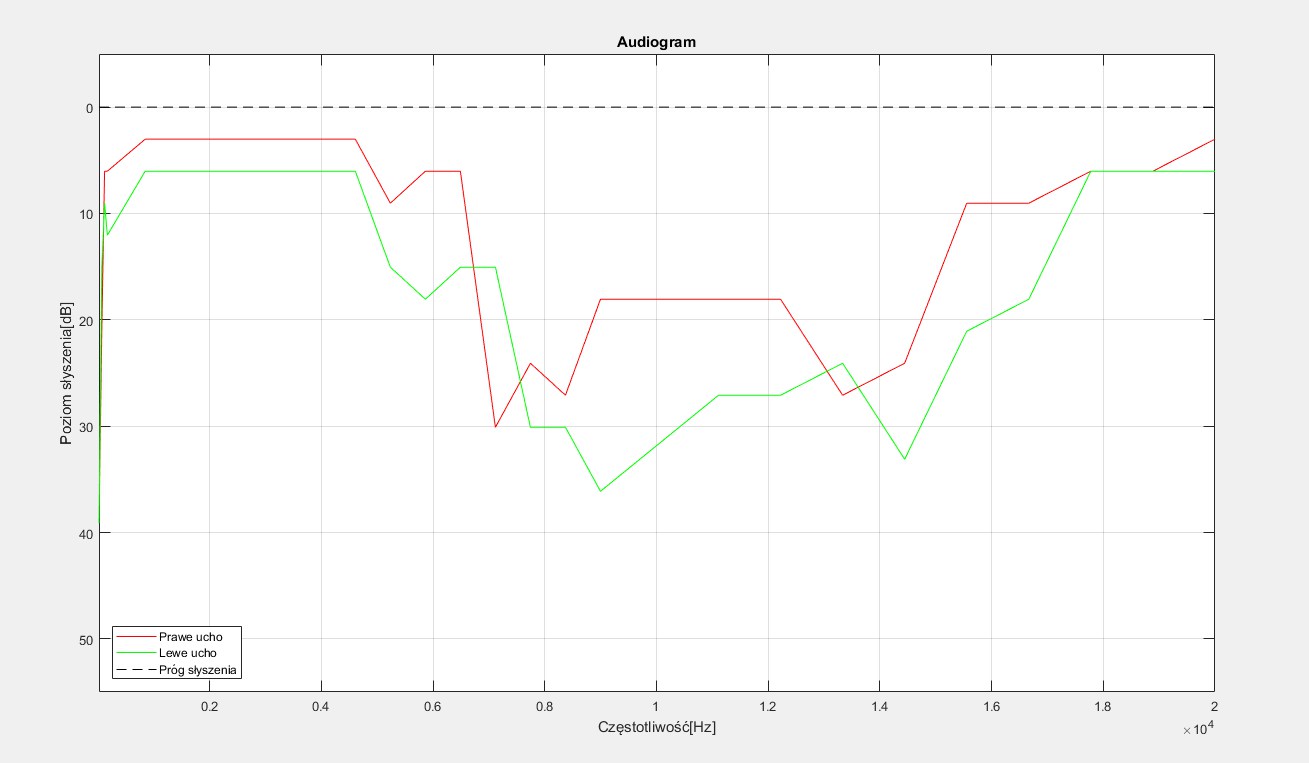 Audiogram
0
10
20
30
40
50
Poziom słyszenia[dB]
Prawe ucho
Lewe ucho
Próg słyszenia
0.2 0.4 0.6 0.8 1 1.2 1.4 1.6 1.8 2
Częstotliwość[Hz]
×10⁴